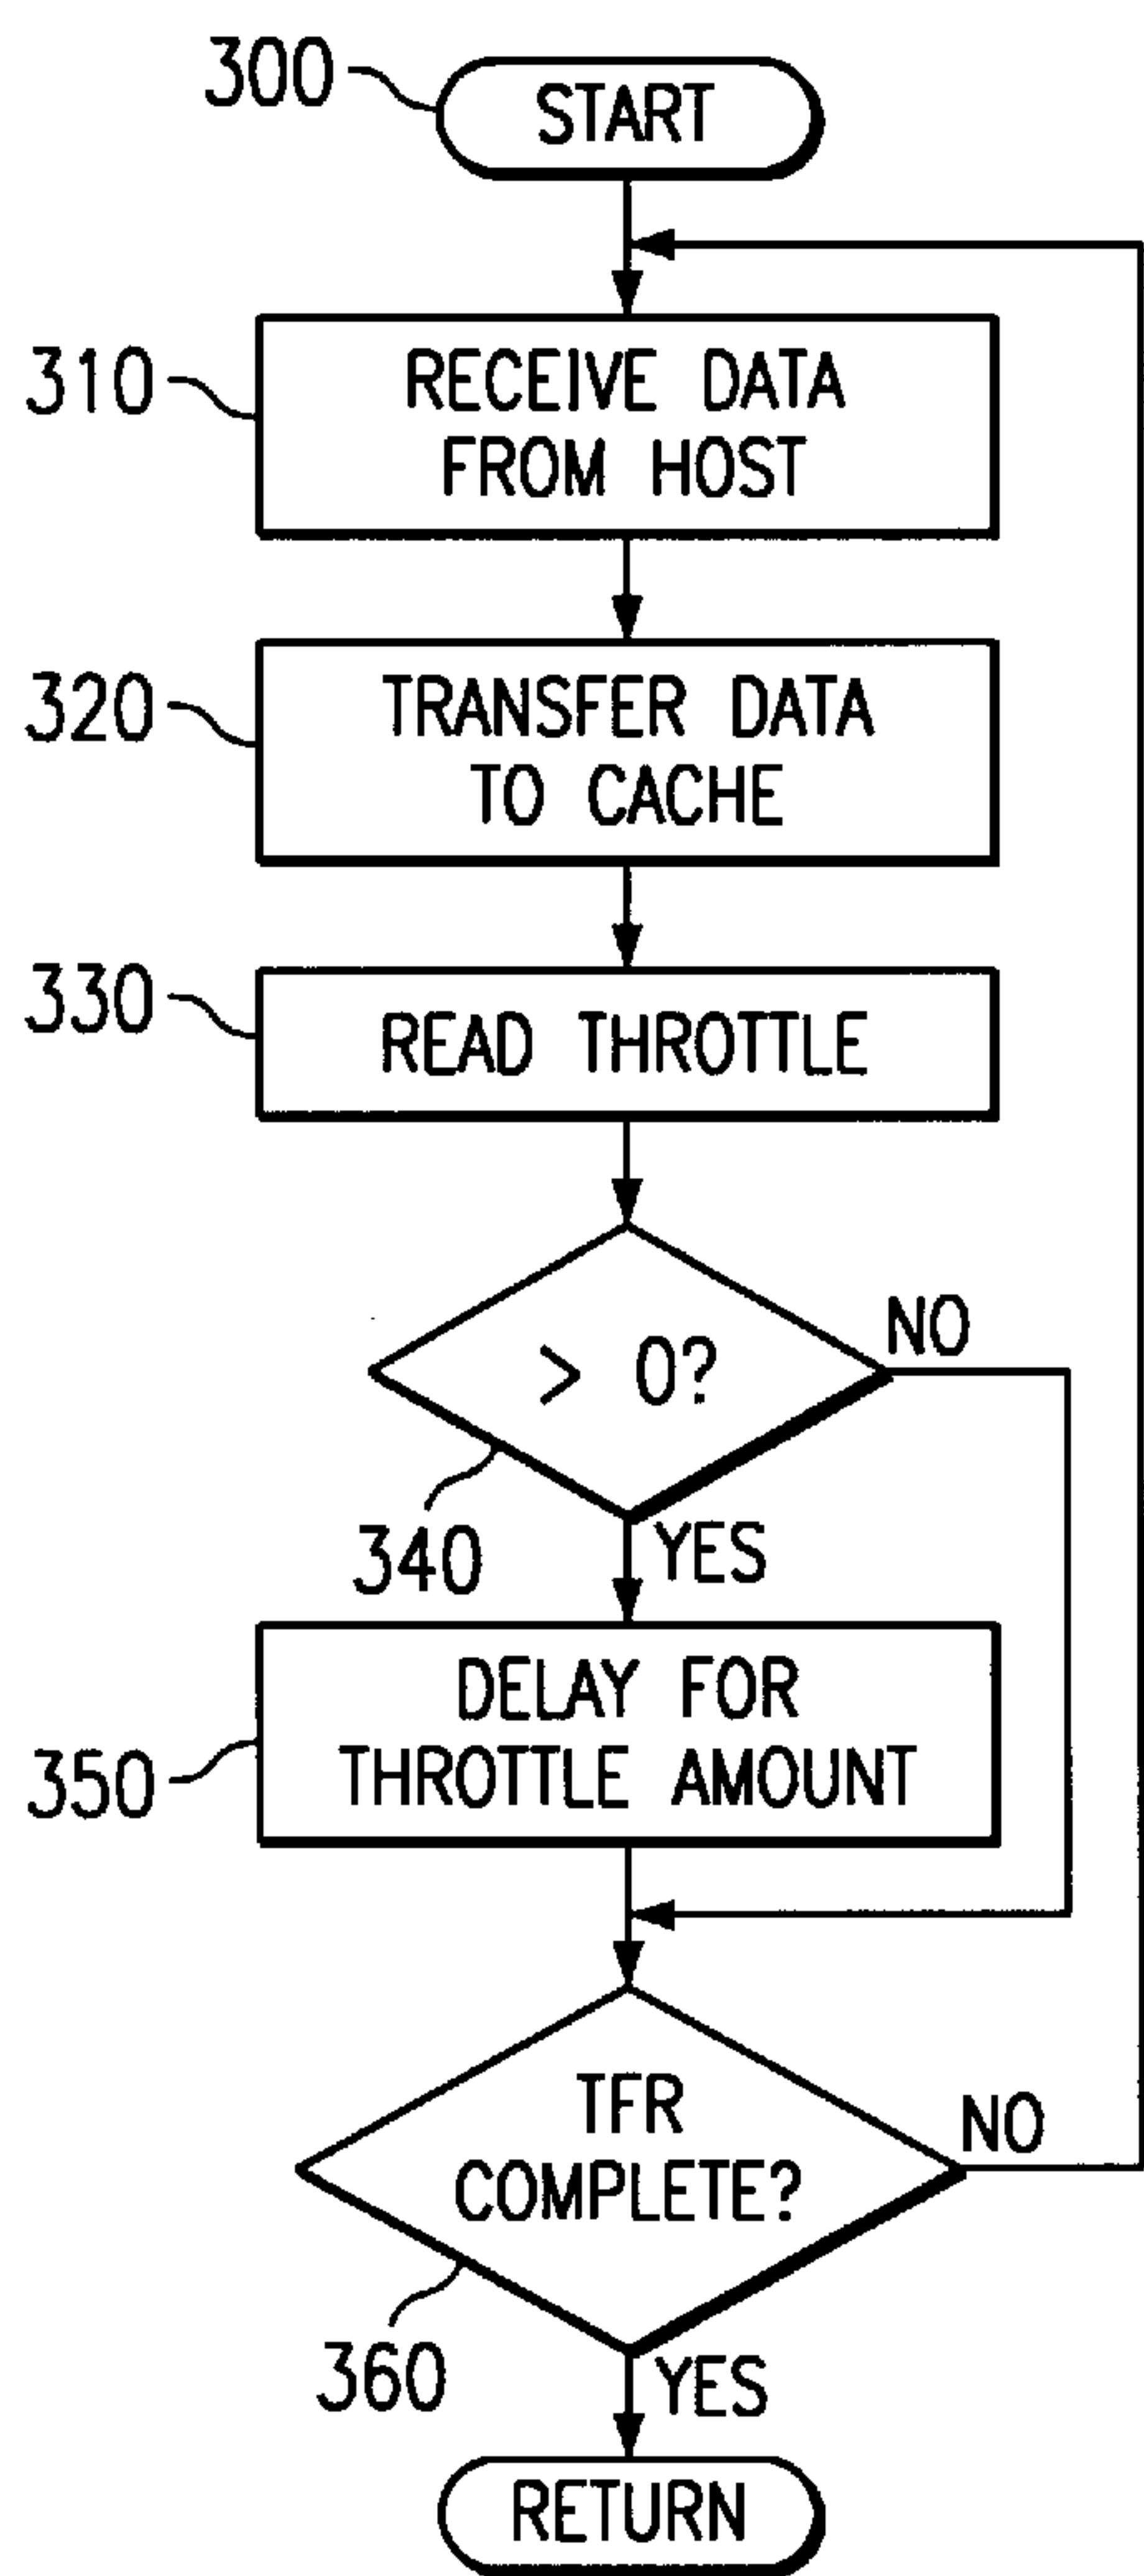 300
START
310
RECEIVE DATA
FROM HOST
320
TRANSFER DATA
TO CACHE
330
READ THROTTLE
> 0?
NO
340
YES
DELAY FOR
THROTTLE AMOUNT
350
TFR
COMPLETE?
NO
360
YES
RETURN